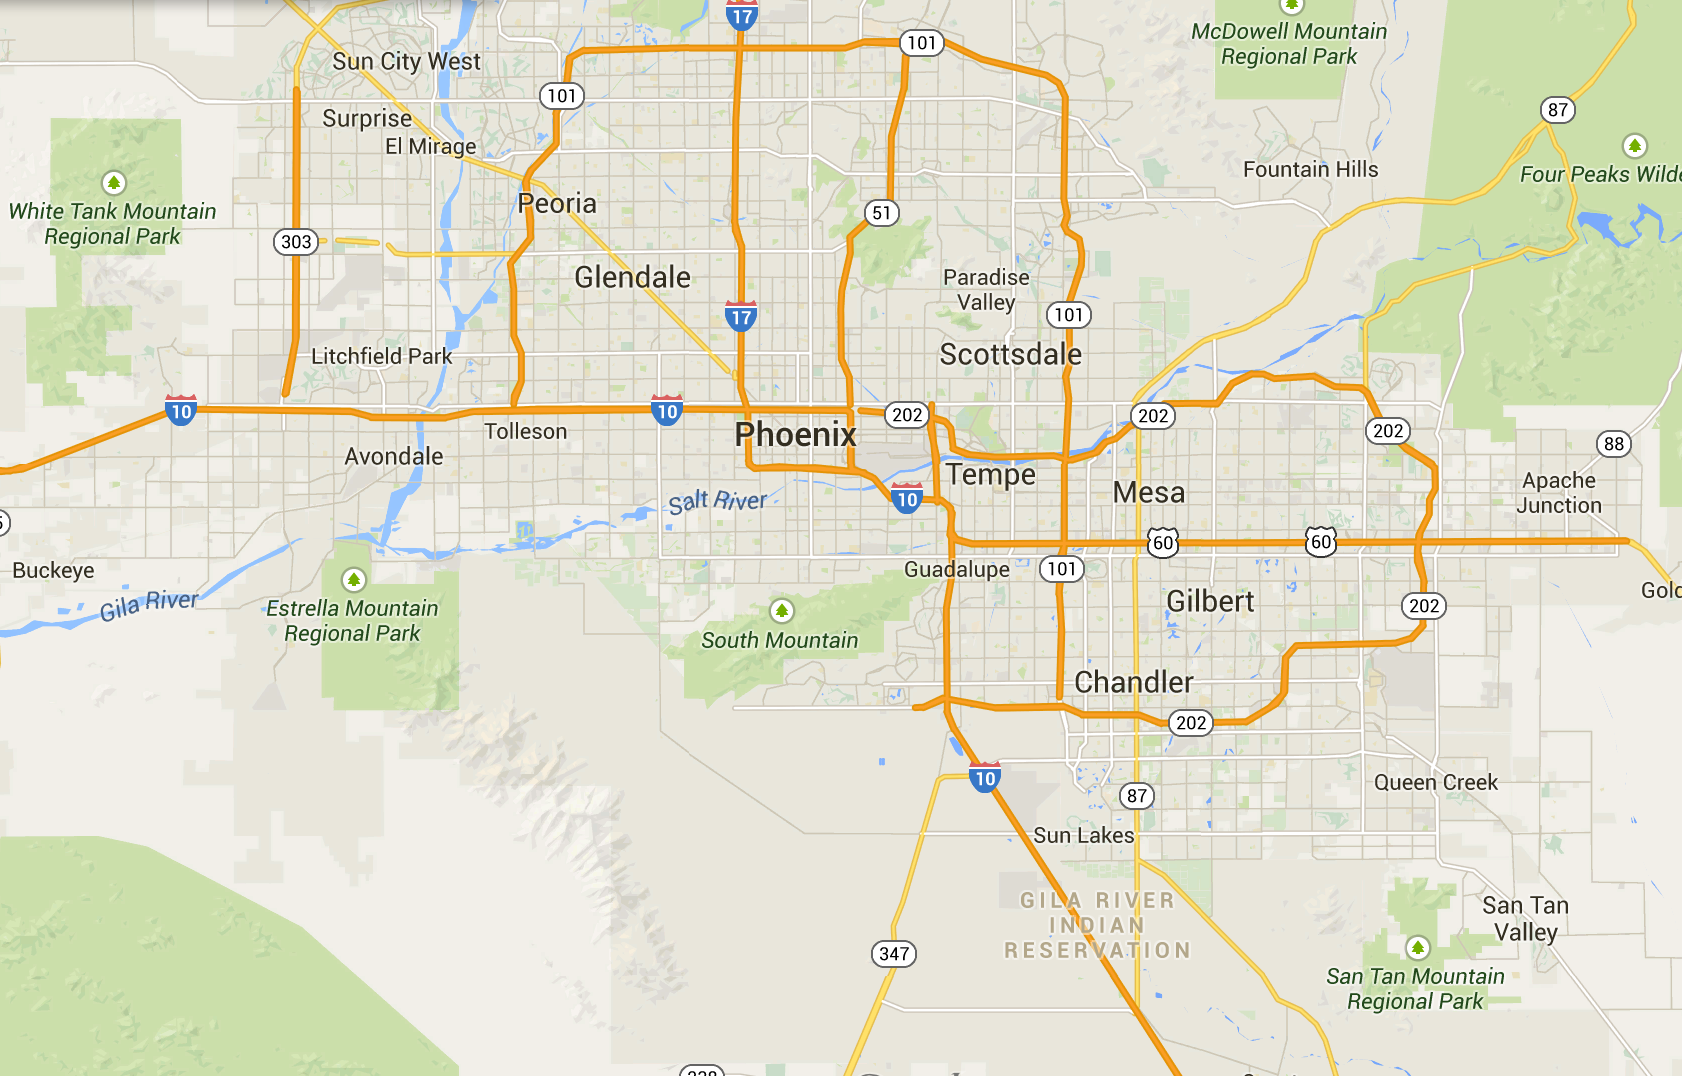 17
McDowell Mountain
Regional Park
101
Sun City West
101
87
Surprise
El Mirage
Fountain Hills
Four Peaks Wilde
White Tank Mountain
Regional Park
Peoria
51
303
Glendale
Paradise
Valley
17
101
Litchfield Park
Scottsdale
10
10
202
202
202
Tolleson
Phoenix
88
Avondale
Tempe
Apache
Junction
Mesa
Salt River
10
60
60
Buckeye
Guadalupe
101
Gila River
Estrella Mountain
Regional Park
Gilbert
202
Gold
South Mountain
Chandler
202
10
87
Queen Creek
Sun Lakes
GILA RIVER
INDIAN
RESERVATION
San Tan
Valley
347
San Tan Mountain
Regional Park